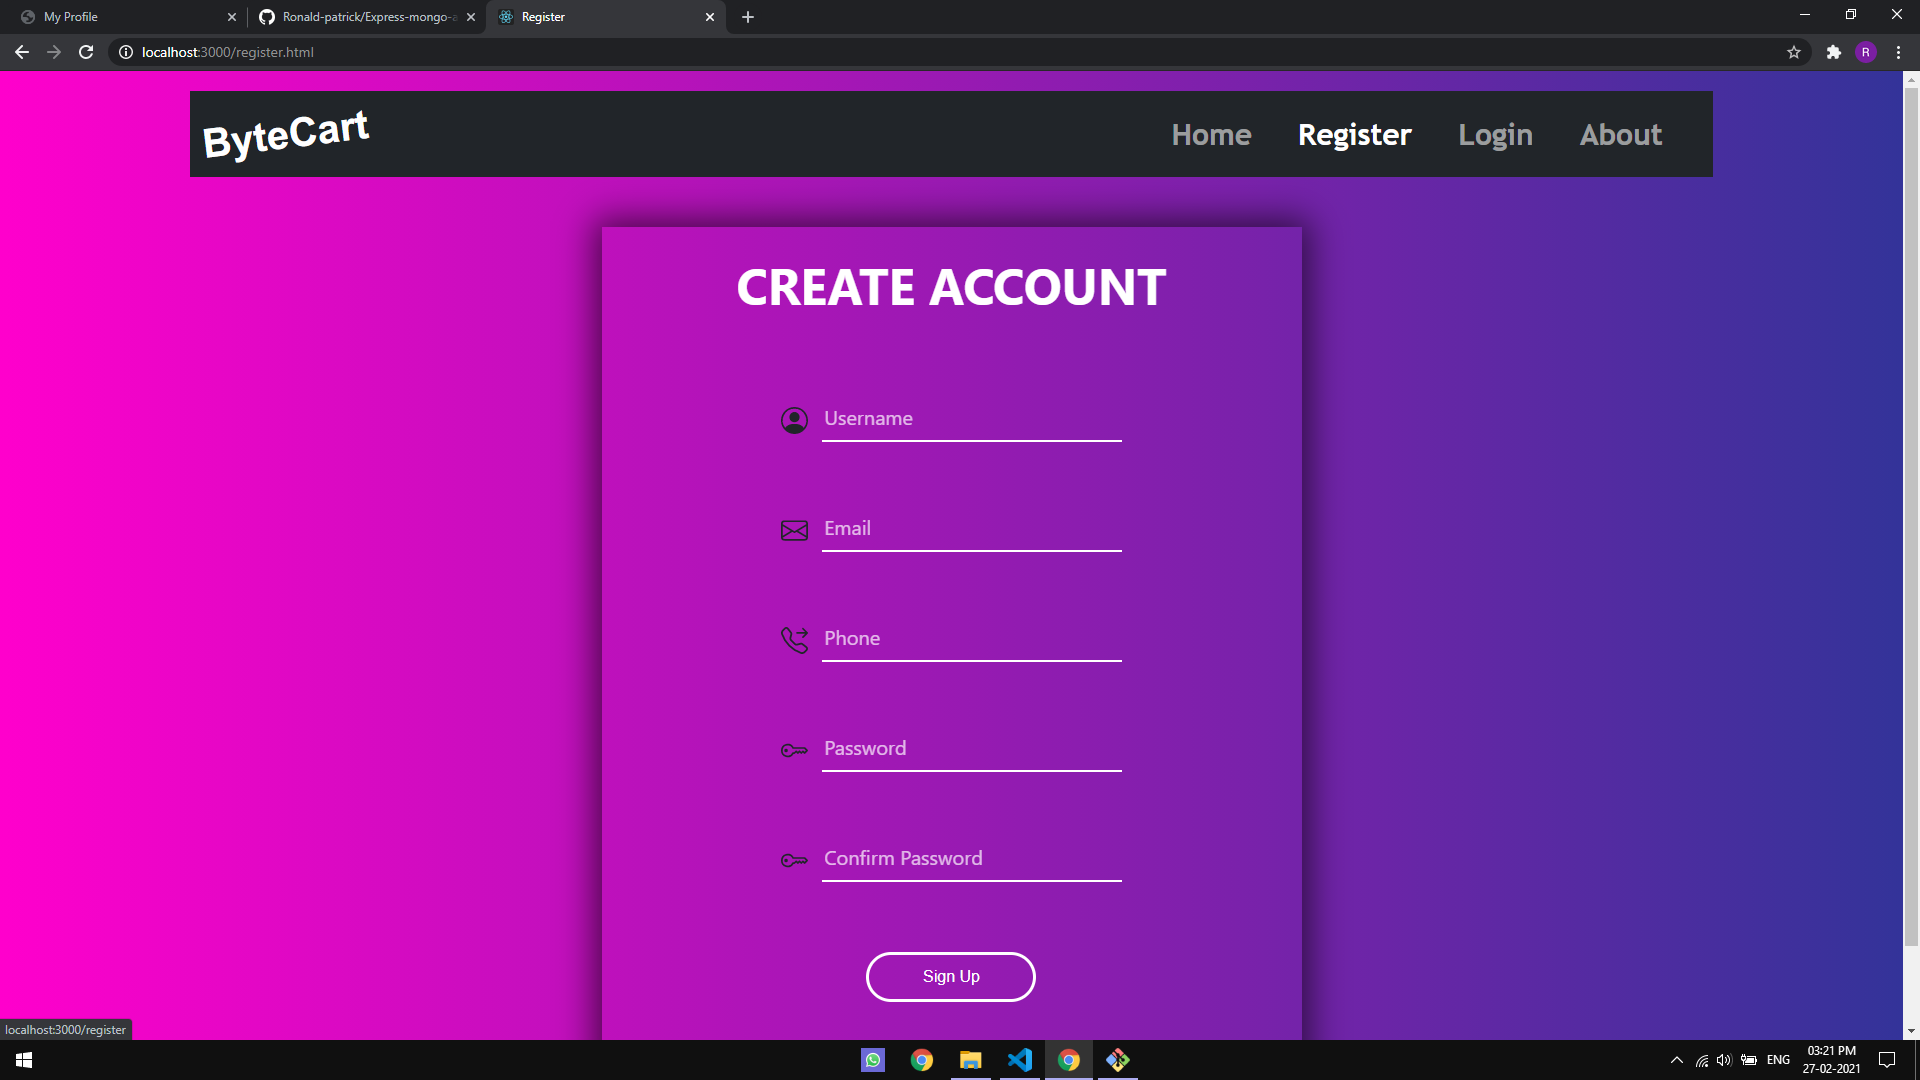 My Profile
Ronald-patrick/Express-mongo-a
Register
localhost:3000/register.html
R
ByteCart
Home
Register
Login
About
CREATE ACCOUNT
Username
Email
Phone
Password
Confirm Password
Sign Up
localhost:3000/register
ENG
03:21 PM
27-02-2021